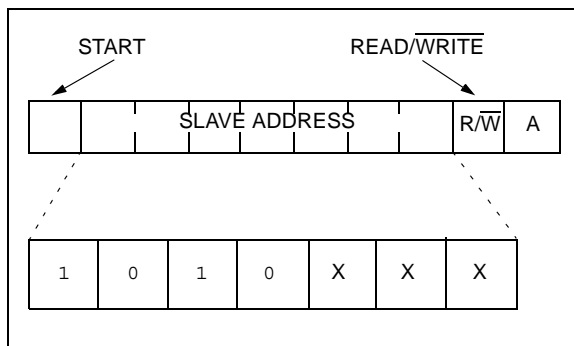 START READ/WRITE
SLAVE ADDRESS R/W A
1 0 1 0 X X X